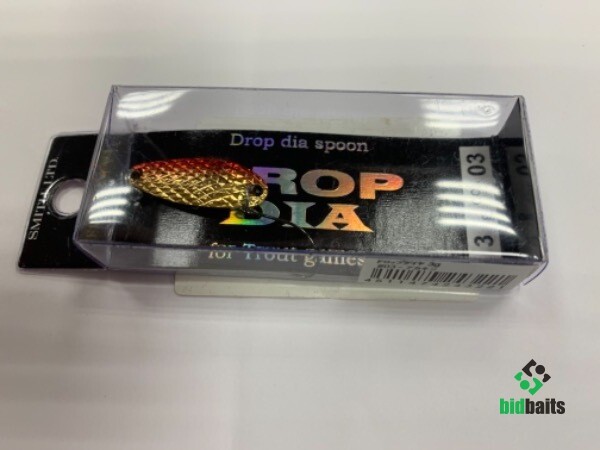 SMITH LTD.
Drop dia spoon
ROP
DIA
for Trout games
03
3
bidbaits